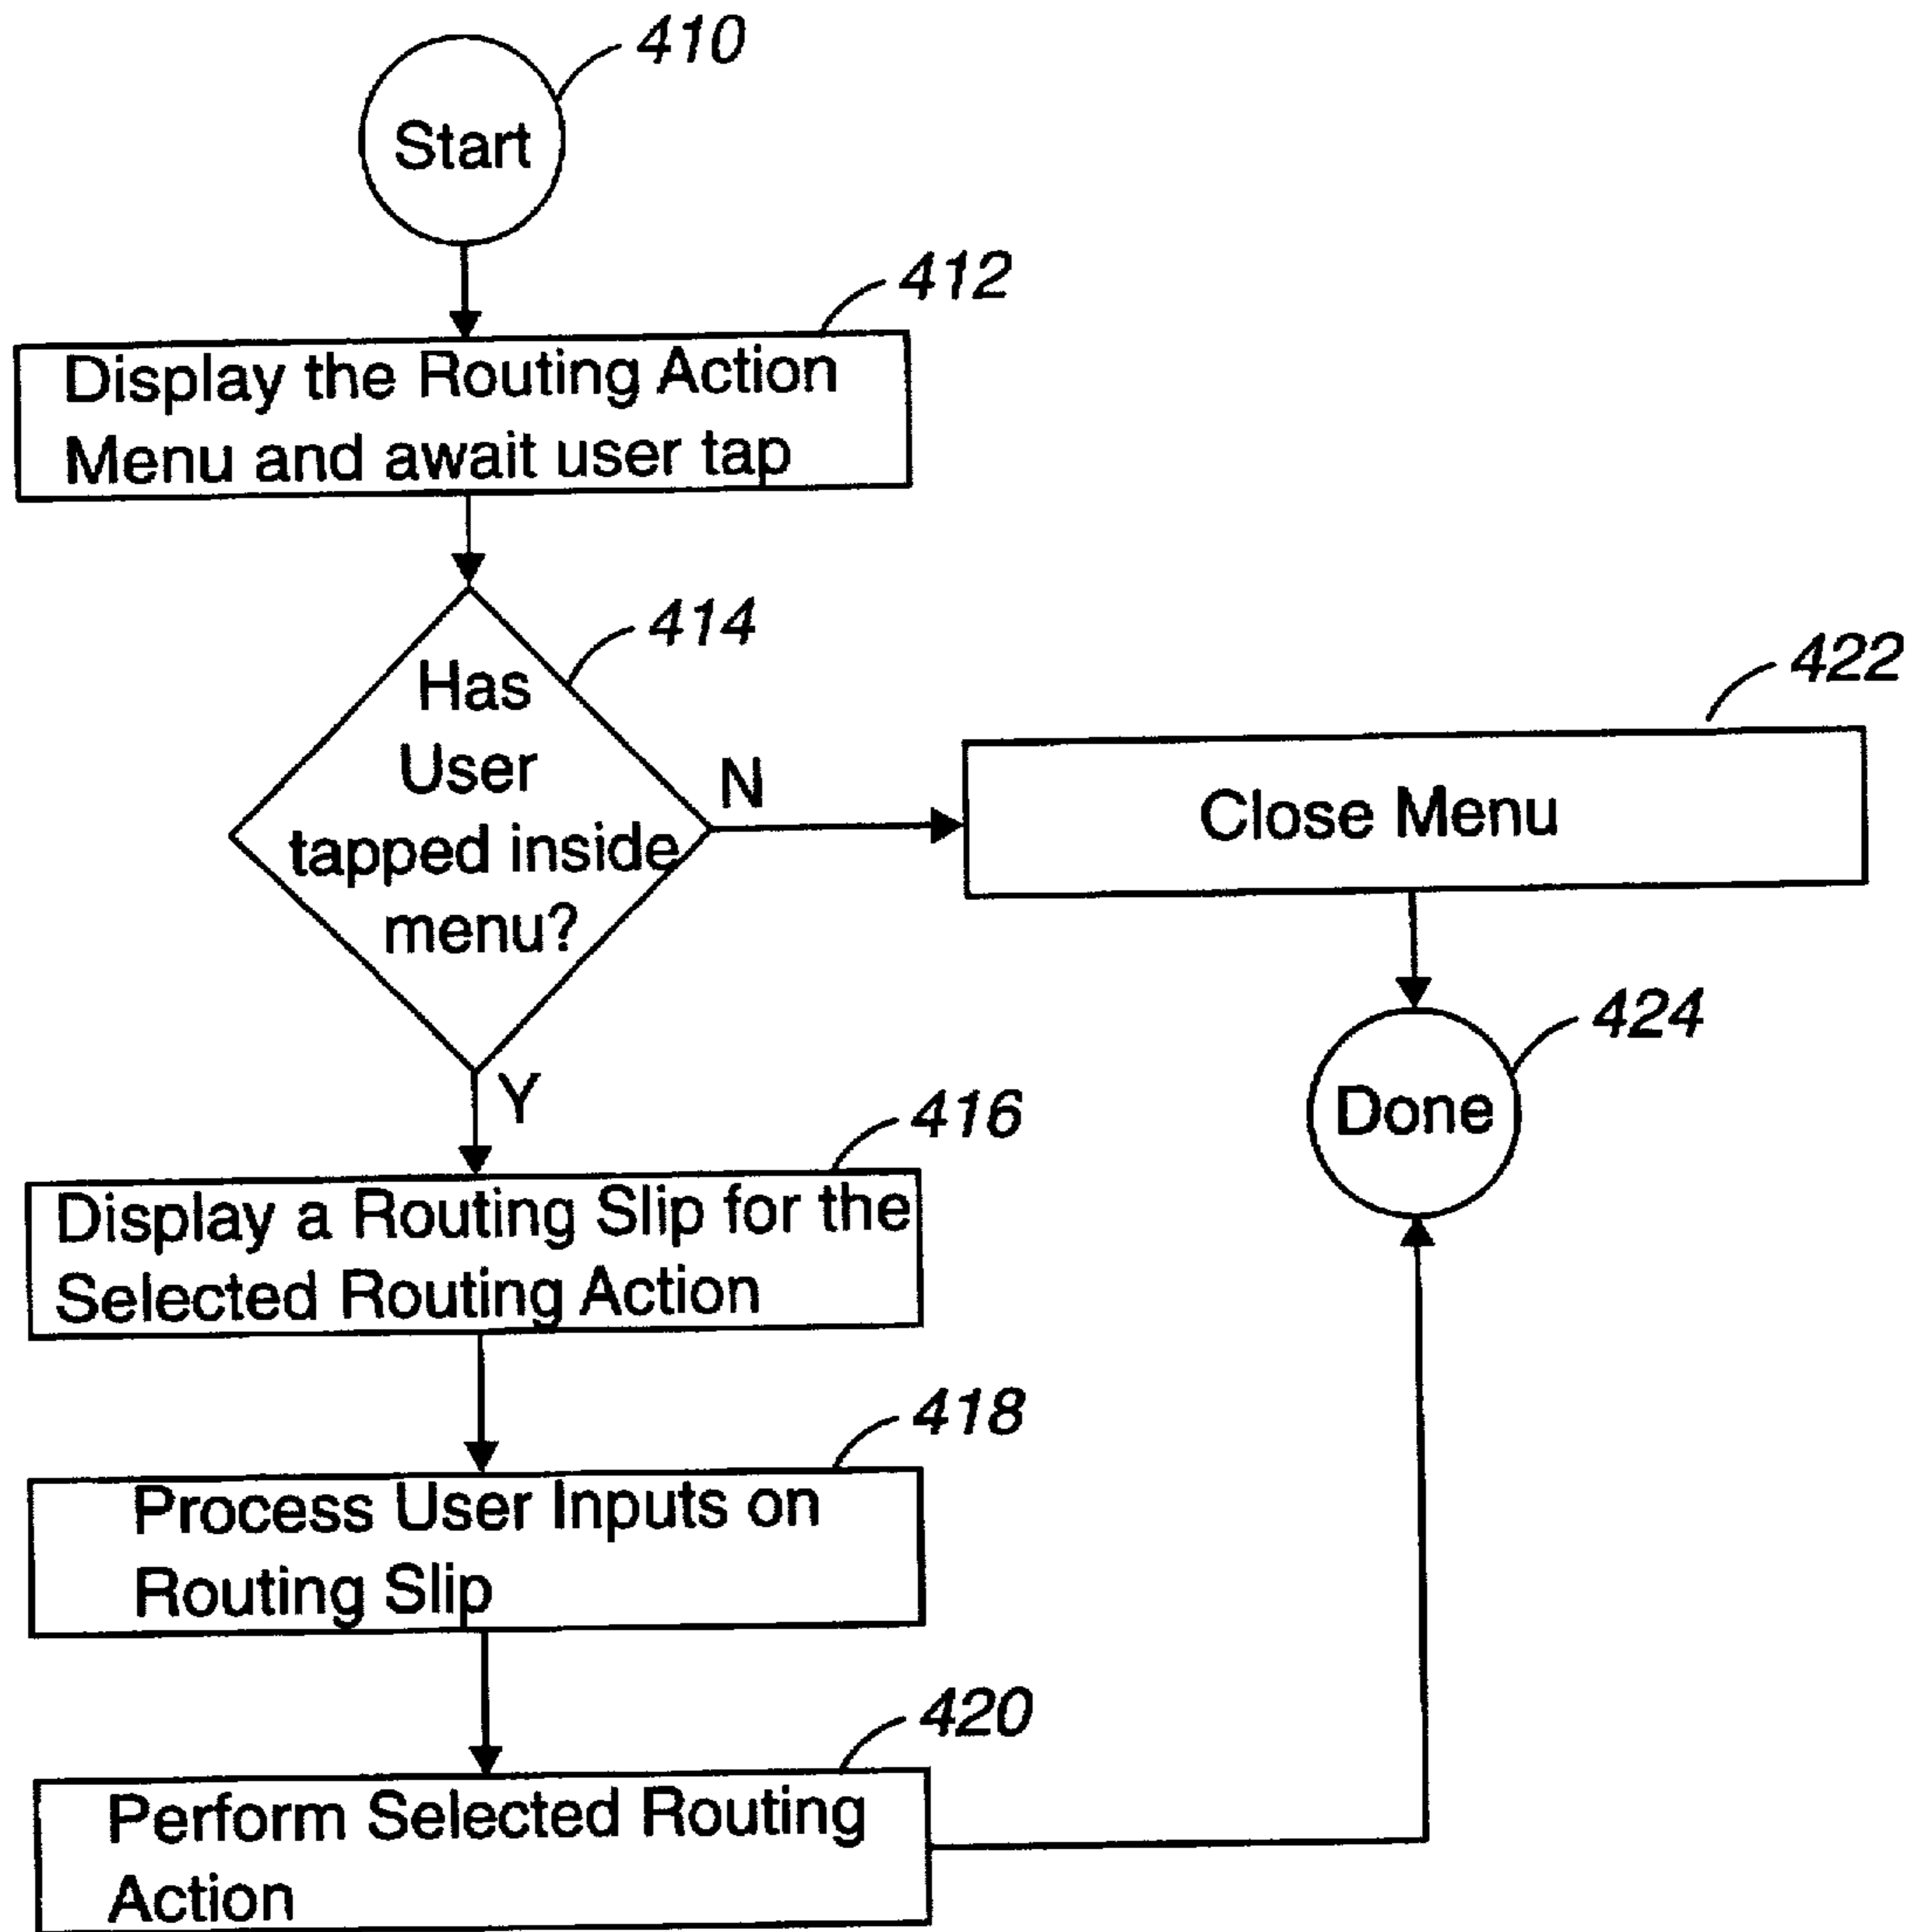 410
Start
412
Display the Routing Action
Menu and await user tap
414
Has
User
tapped inside
menu?
N
422
Close Menu
424
Done
Y
416
Display a Routing Slip for the
Selected Routing Action
418
Process User Inputs on
Routing Slip
420
Perform Selected Routing
Action